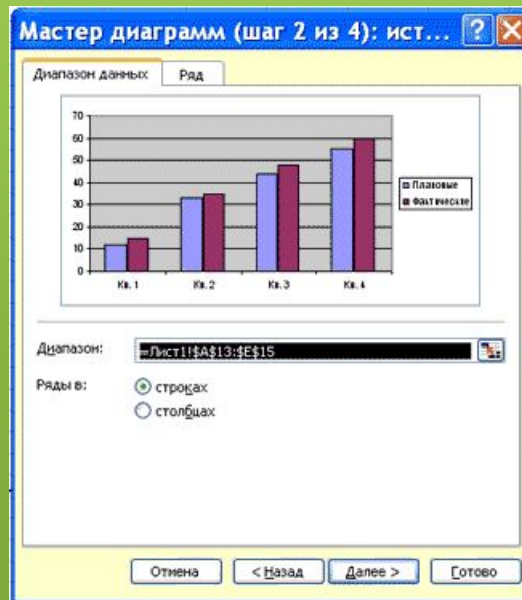 Мастер диаграмм (шаг 2 из 4): ист...
Диапазон данных
Ряд
70
60
50
40
30
20
10
0
Кв. 1 Кв. 2 Кв. 3 Кв. 4
Плановые
Фактические
Диапазон: =Лист1!$A$13:$E$15
Ряды в: строках
столбцах
Отмена < Назад Далее > Готово